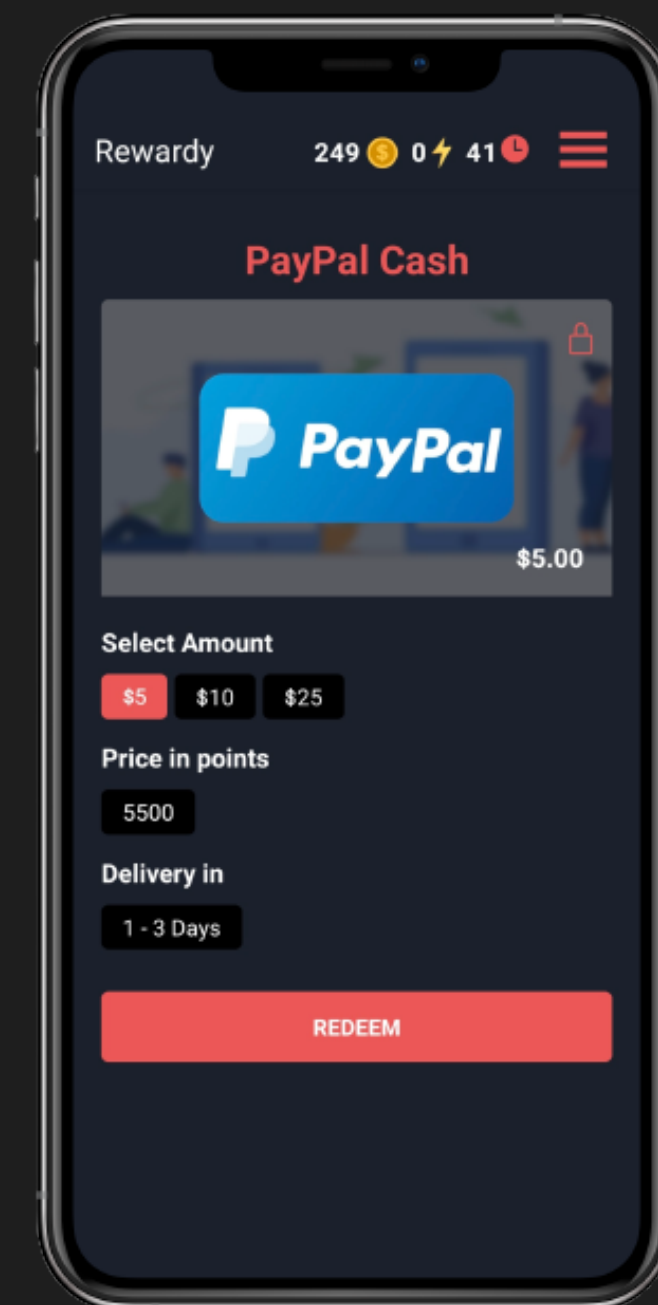 Rewardy 249 0 41
PayPal Cash
PayPal
$5.00
Select Amount
$5 $10 $25
Price in points
5500
Delivery in
1 - 3 Days
REDEEM